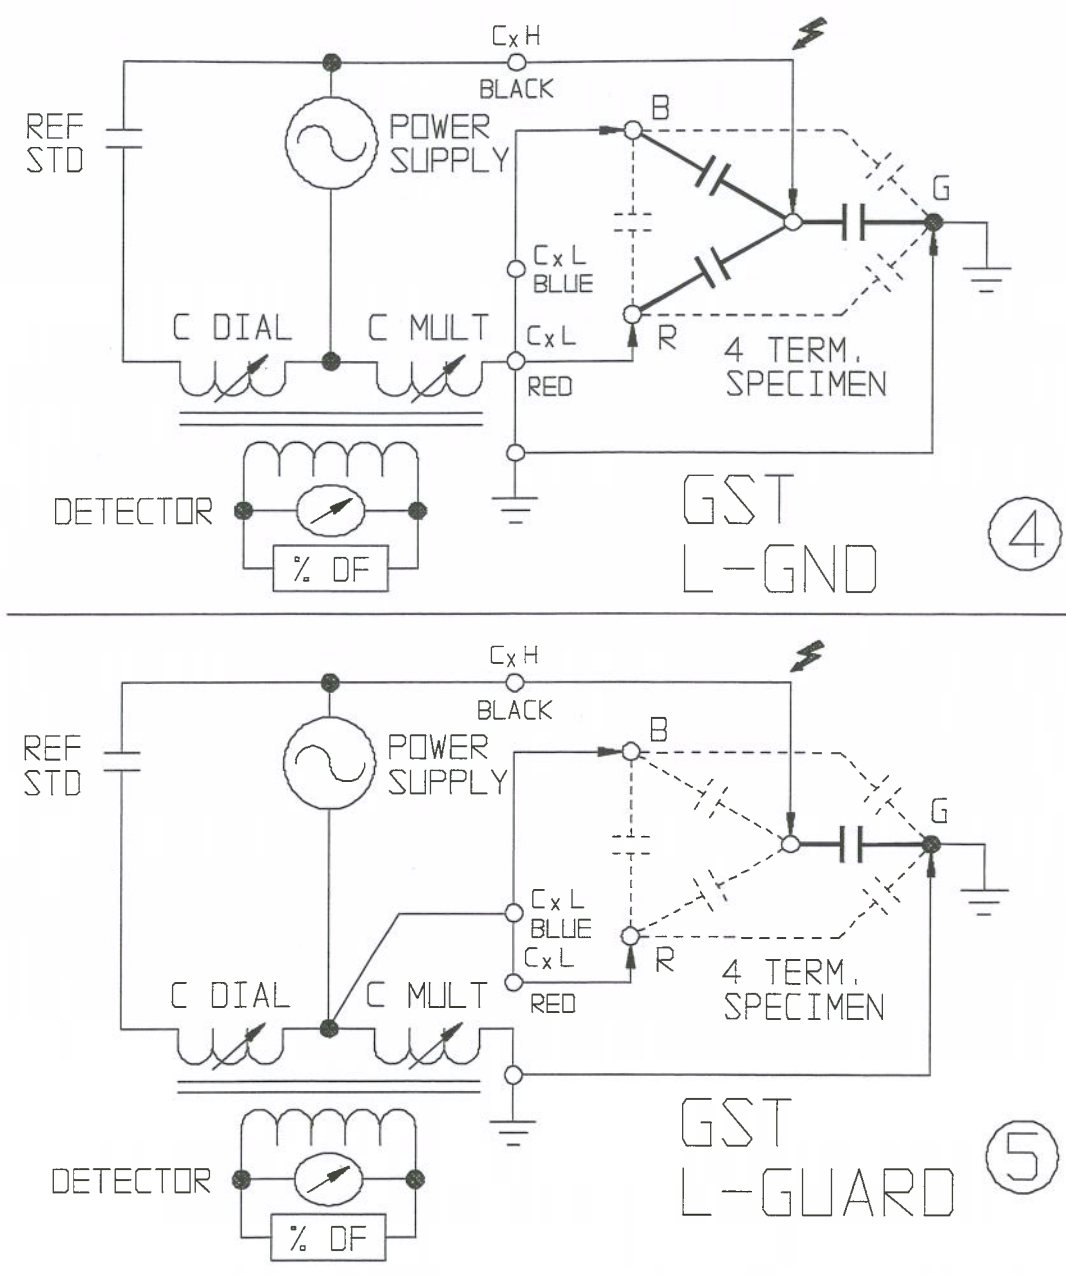 CxH
BLACK
REF
STD
POWER
SUPPLY
B
G
CxL
BLUE
C DIAL
C MULT
CxL
RED
R
4 TERM.
SPECIMEN
DETECTOR
% DF
GST
L-GND
4
CxH
BLACK
REF
STD
POWER
SUPPLY
B
G
CxL
BLUE
CxL
RED
R
C DIAL
C MULT
4 TERM.
SPECIMEN
DETECTOR
% DF
GST
L-GUARD
5